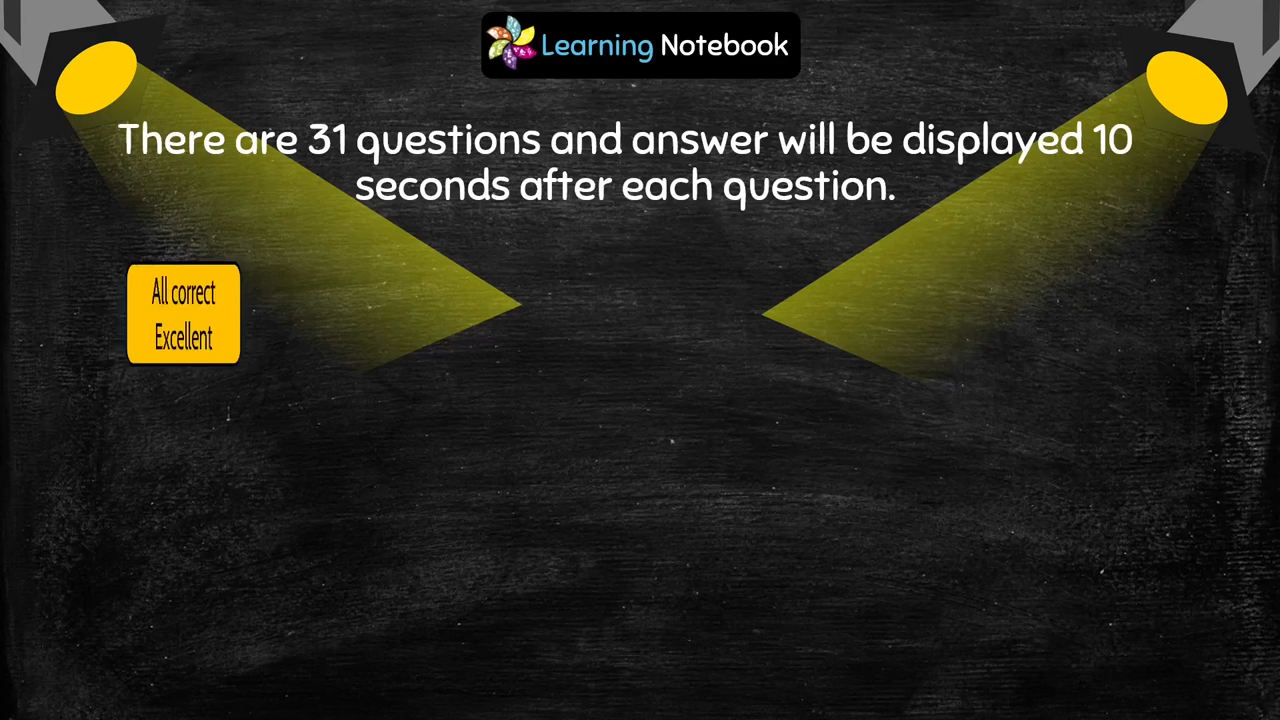 Learning Notebook
There are 31 questions and answer will be displayed 10
seconds after each question.
All correct
Excellent